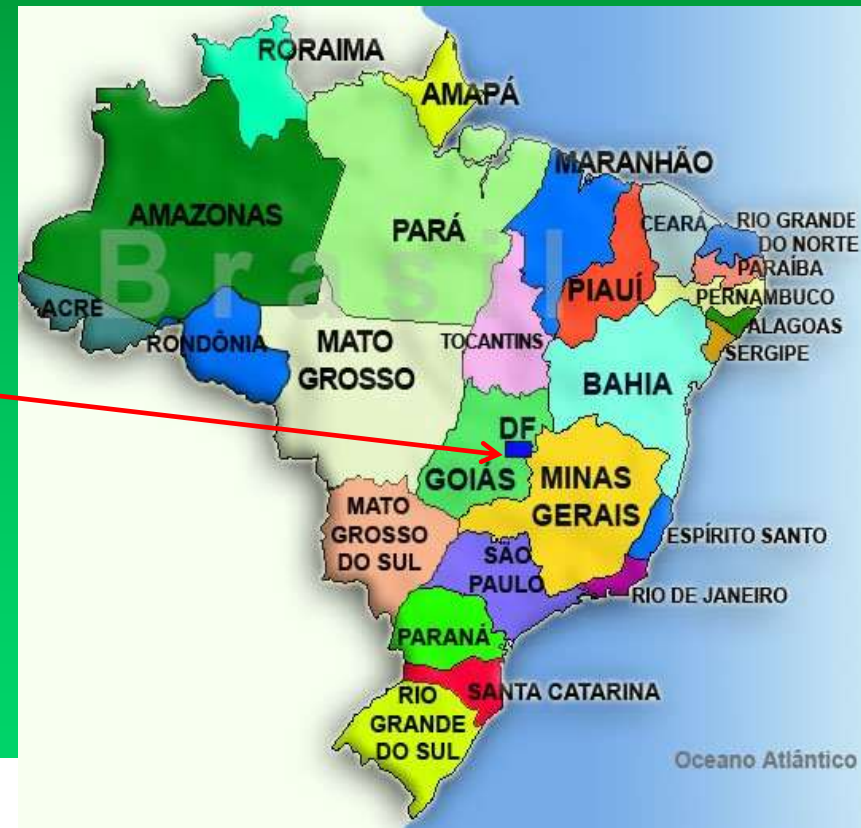 RORAIMA
AMAPÁ
MARANHÃO
AMAZONAS
PARÁ
CEARÁ
RIO GRANDE
DO NORTE
Brasil
PARAÍBA
PIAUÍ
PERNAMBUCO
ACRE
RONDÔNIA
MATO
GROSSO
TOCANTINS
ALAGOAS
SERGIPE
BAHIA
DF
GOIÁS
MINAS
GERAIS
MATO
GROSSO
DO SUL
ESPÍRITO SANTO
SÃO
PAULO
RIO DE JANEIRO
PARANÁ
SANTA CATARINA
RIO
GRANDE
DO SUL
Oceano Atlântico